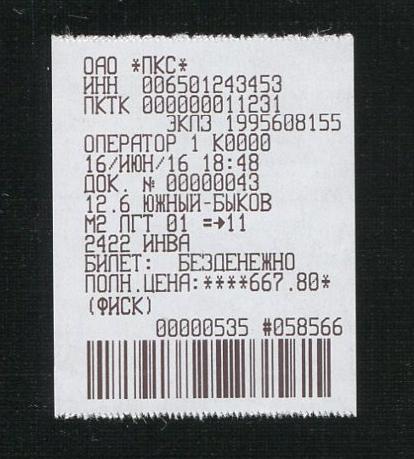 ОАО *ПКС*
ИНН 006501243453
ПКТК 000000011231
ЭКЛЗ 1995608155
ОПЕРАТОР 1 К0000
16/ИЮН/16 18:48
ДОК. № 00000043
12.6 ЮЖНЫЙ-БЫКОВ
М2 ЛГТ 01 =➔11
2422 ИНВА
БИЛЕТ: БЕЗДЕНЕЖНО
ПОЛН.ЦЕНА:****667.80*
(ФИСК)
00000535 #058566